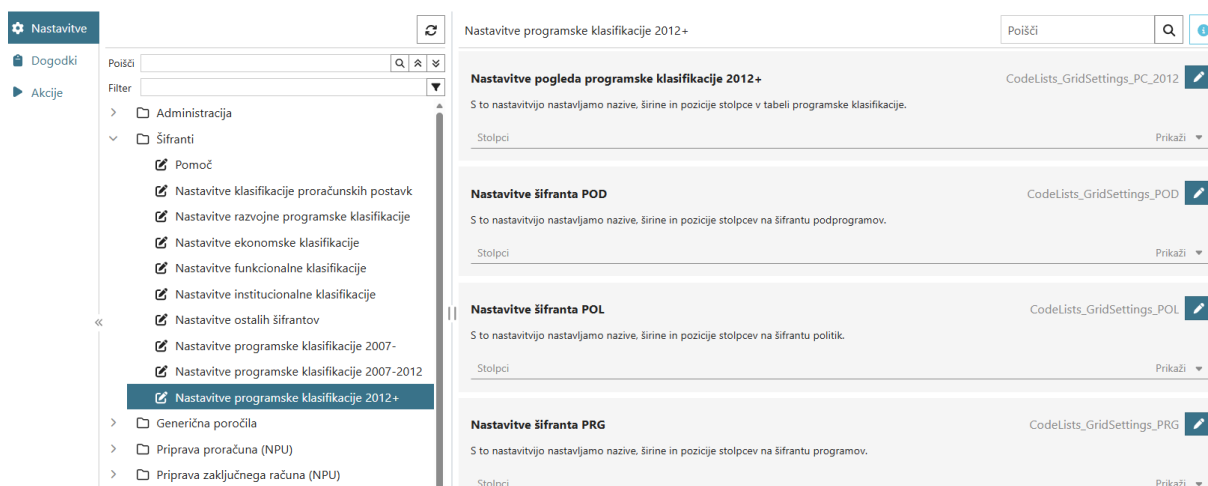 Nastavitve
Dogodki
Akcije
Poišči
Filter
Administracija
Šifranti
Pomoč
Nastavitve klasifikacije proračunskih postavk
Nastavitve razvojne programske klasifikacije
Nastavitve ekonomske klasifikacije
Nastavitve funkcionalne klasifikacije
Nastavitve institucionalne klasifikacije
Nastavitve ostalih šifrantov
Nastavitve programske klasifikacije 2007-
Nastavitve programske klasifikacije 2007-2012
Nastavitve programske klasifikacije 2012+
Generična poročila
Priprava proračuna (NPU)
Priprava zaključnega računa (NPU)
Nastavitve programske klasifikacije 2012+ Poišči
Nastavitve pogleda programske klasifikacije 2012+ CodeLists_GridSettings_PC_2012
S to nastavitvijo nastavljamo nazive, širine in pozicije stolpce v tabeli programske klasifikacije.
Stolpci Prikaži
Nastavitve šifranta POD CodeLists_GridSettings_POD
S to nastavitvijo nastavljamo nazive, širine in pozicije stolpcev na šifrantu podprogramov.
Stolpci Prikaži
Nastavitve šifranta POL CodeLists_GridSettings_POL
S to nastavitvijo nastavljamo nazive, širine in pozicije stolpcev na šifrantu politik.
Stolpci Prikaži
Nastavitve šifranta PRG CodeLists_GridSettings_PRG
S to nastavitvijo nastavljamo nazive, širine in pozicije stolpcev na šifrantu programov.
Stolpci Prikaži